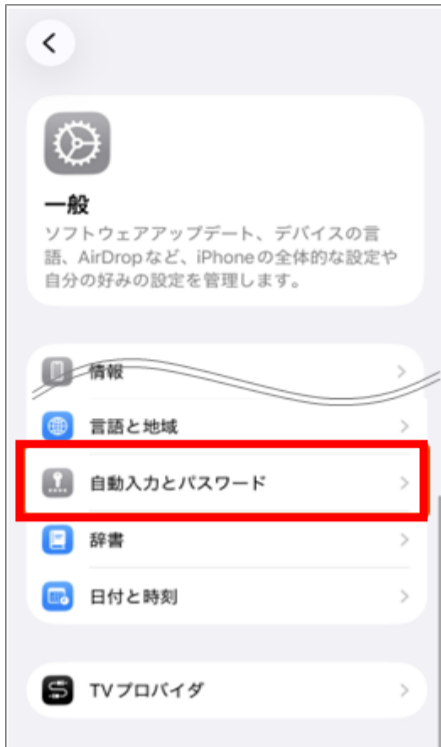 一般
ソフトウェアアップデート、デバイスの言
語、AirDropなど、iPhoneの全体的な設定や
自分の好みの設定を管理します。
情報
言語と地域
自動入力とパスワード
辞書
日付と時刻
TVプロバイダ